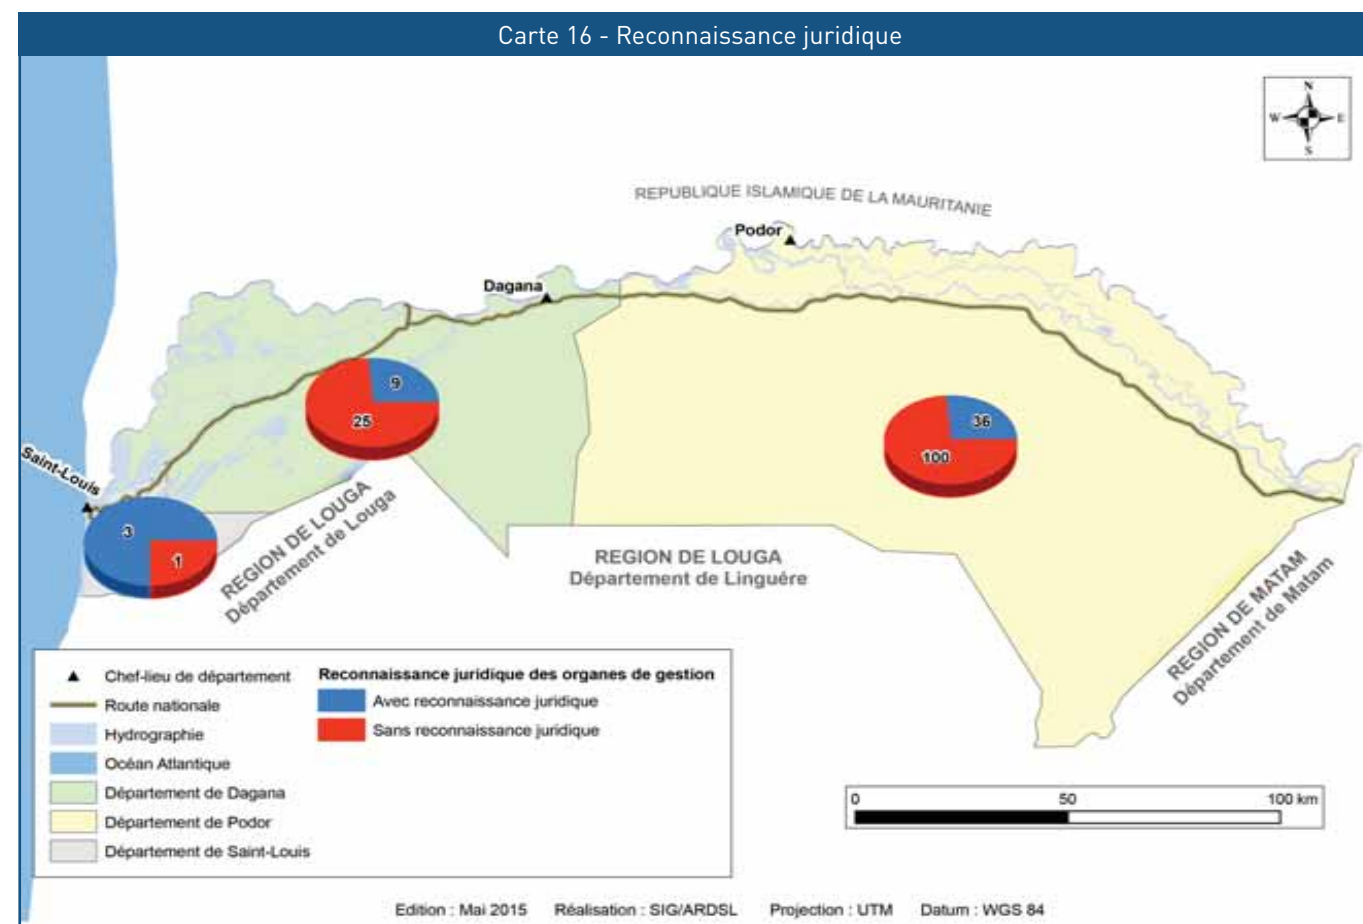 Carte 16 - Reconnaissance juridique
N
W
E
S
REPUBLIQUE ISLAMIQUE DE LA MAURITANIE
Podor
Dagana
9
25
36
100
Saint-Louis
3
1
REGION DE LOUGA
Département de Louga
REGION DE LOUGA
Département de Linguére
REGION DE MATAM
Département de Matam
Chef-lieu de département
Route nationale
Hydrographie
Océan Atlantique
Département de Dagana
Département de Podor
Département de Saint-Louis
Reconnaissance juridique des organes de gestion
Avec reconnaissance juridique
Sans reconnaissance juridique
0 50 100 km
Edition : Mai 2015 Réalisation : SIG/ARDSL Projection : UTM Datum : WGS 84